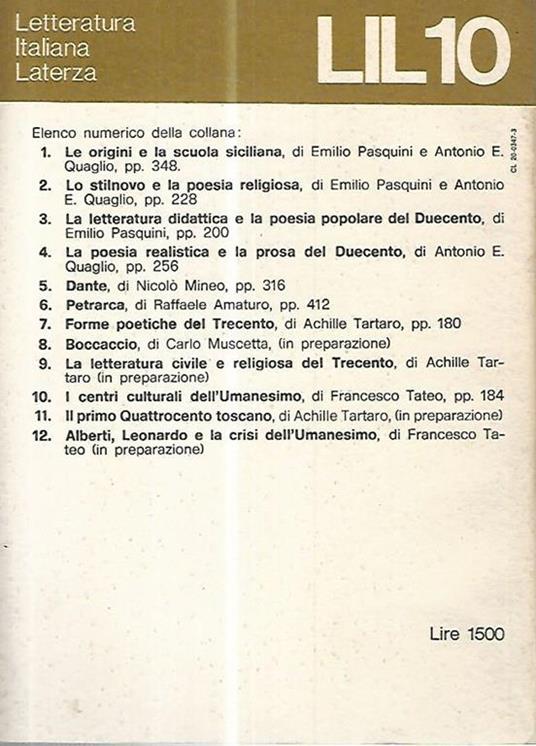 Letteratura
Italiana
Laterza
LIL10
CL 20-0347-3
Elenco numerico della collana:
1. Le origini e la scuola siciliana, di Emilio Pasquini e Antonio E.
Quaglio, pp. 348.
2. Lo stilnovo e la poesia religiosa, di Emilio Pasquini e Antonio
E. Quaglio, pp. 228
3. La letteratura didattica e la poesia popolare del Duecento, di
Emilio Pasquini, pp. 200
4. La poesia realistica e la prosa del Duecento, di Antonio E.
Quaglio, pp. 256
5. Dante, di Nicolò Mineo, pp. 316
6. Petrarca, di Raffaele Amaturo, pp. 412
7. Forme poetiche del Trecento, di Achille Tartaro, pp. 180
8. Boccaccio, di Carlo Muscetta, (in preparazione)
9. La letteratura civile e religiosa del Trecento, di Achille Tar-
taro (in preparazione)
10. I centri culturali dell'Umanesimo, di Francesco Tateo, pp. 184
11. Il primo Quattrocento toscano, di Achille Tartaro, (in preparazione)
12. Alberti, Leonardo e la crisi dell'Umanesimo, di Francesco Ta-
teo (in preparazione)
Lire 1500